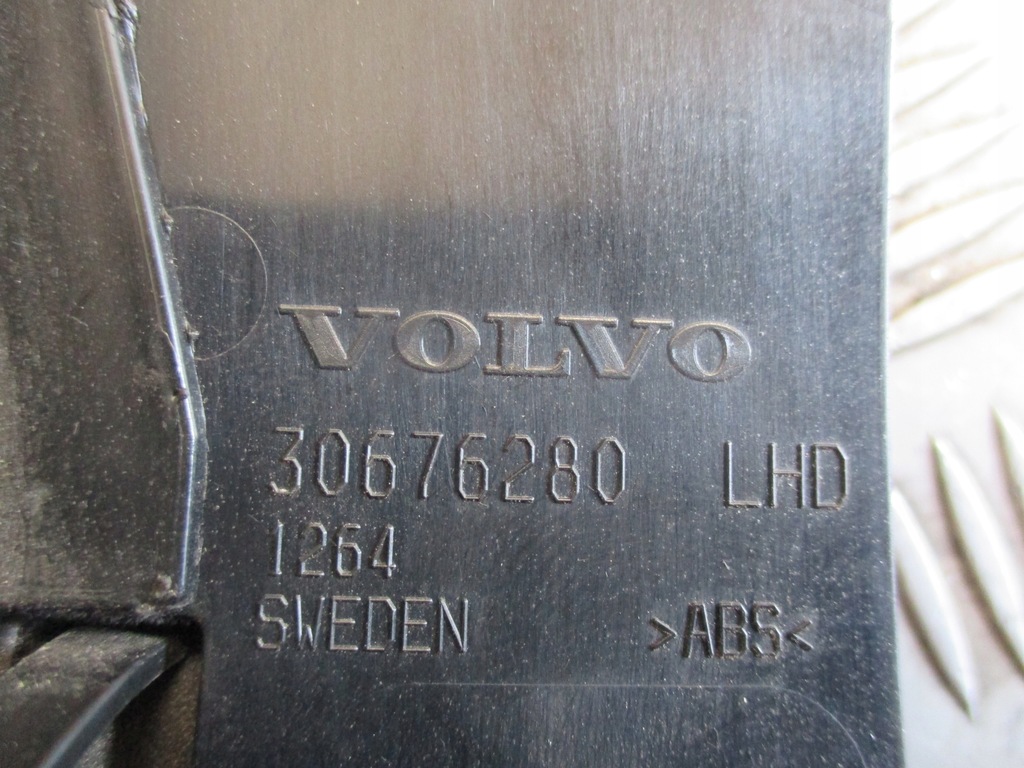 VOLVO
30676280 LHD
1264
SWEDEN >ABS<